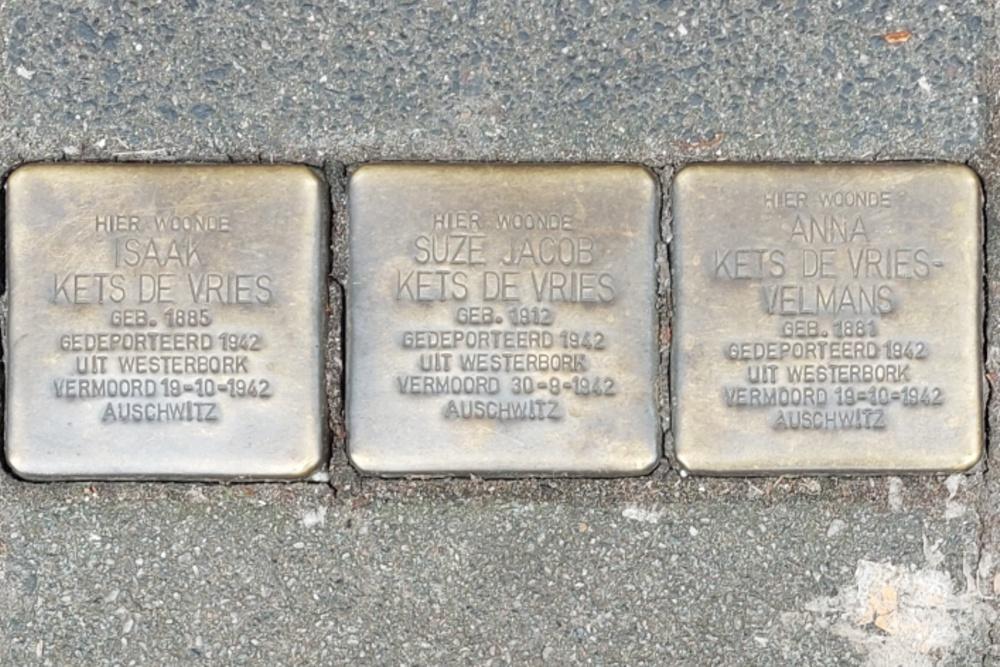 HIER WOONDE
ISAAK
KETS DE VRIES
GEB. 1885
GEDEPORTEERD 1942
UIT WESTERBORK
VERMOORD 19-10-1942
AUSCHWITZ
HIER WOONDE
SUZE JACOB
KETS DE VRIES
GEB. 1912
GEDEPORTEERD 1942
UIT WESTERBORK
VERMOORD 30-9-1942
AUSCHWITZ
HIER WOONDE
ANNA
KETS DE VRIES-
VELMANS
GEB. 1881
GEDEPORTEERD 1942
UIT WESTERBORK
VERMOORD 19-10-1942
AUSCHWITZ